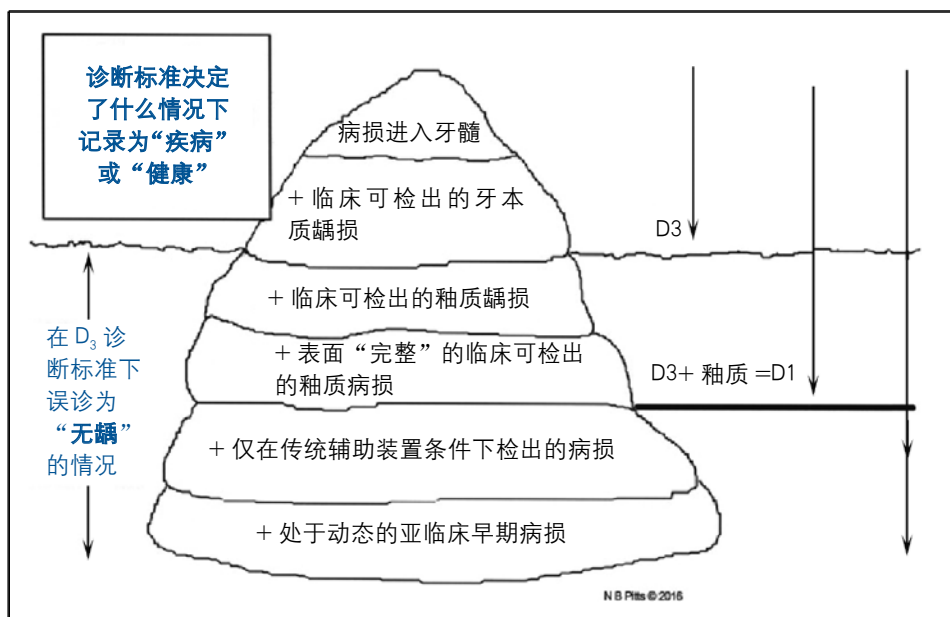 诊断标准决定
了什么情况下
记录为“疾病”
或“健康”
病损进入牙髓
+ 临床可检出的牙本
质龋损
D3
+ 临床可检出的釉质龋损
在 D₃ 诊
断标准下
误诊为
“无龋”
的情况
+ 表面“完整”的临床可检出
的釉质病损
D3+ 釉质 =D1
+ 仅在传统辅助装置条件下检出的病损
+ 处于动态的亚临床早期病损
N B Pitts © 2016